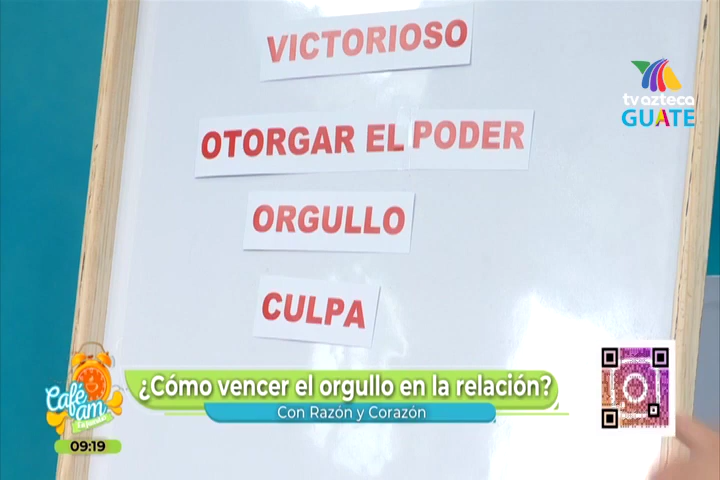 VICTORIOSO
tv azteca
GUATE
OTORGAR EL PODER
ORGULLO
CULPA
¿Cómo vencer el orgullo en la relación?
Con Razón y Corazón
Café
am
09:19